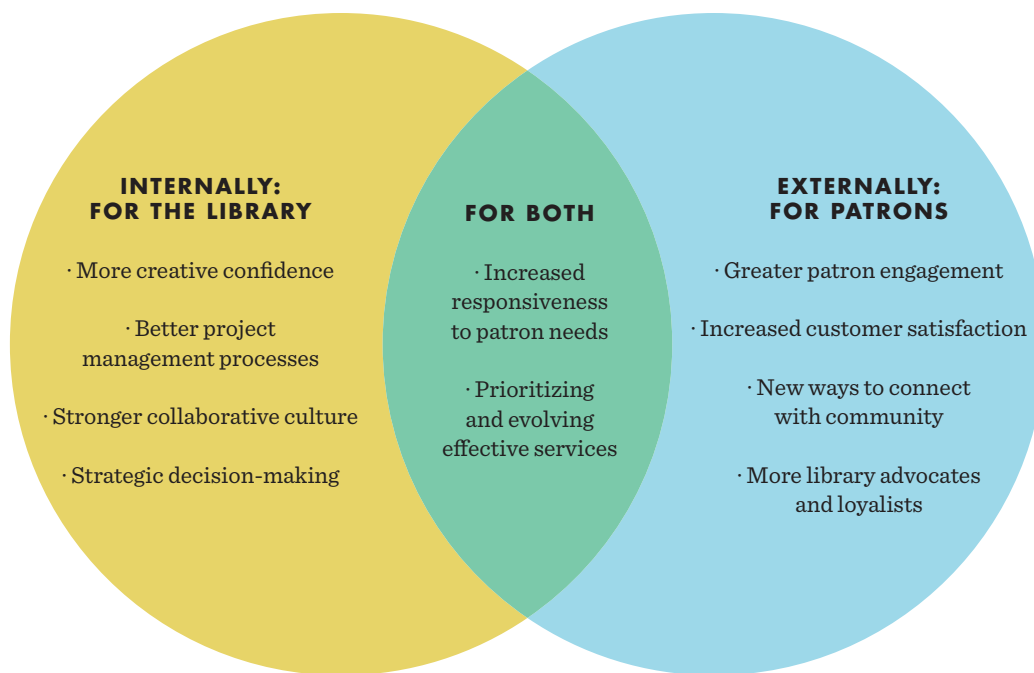 INTERNALLY:
FOR THE LIBRARY
· More creative confidence
· Better project
management processes
· Stronger collaborative culture
· Strategic decision-making
FOR BOTH
· Increased
responsiveness
to patron needs
· Prioritizing
and evolving
effective services
EXTERNALLY:
FOR PATRONS
· Greater patron engagement
· Increased customer satisfaction
· New ways to connect
with community
· More library advocates
and loyalists